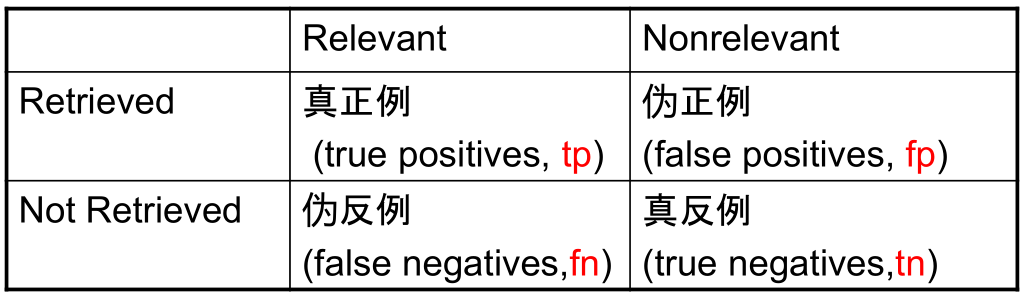 Relevant Nonrelevant
Retrieved 真正例 伪正例
(true positives, tp) (false positives, fp)
Not Retrieved 伪反例 真反例
(false negatives,fn) (true negatives,tn)